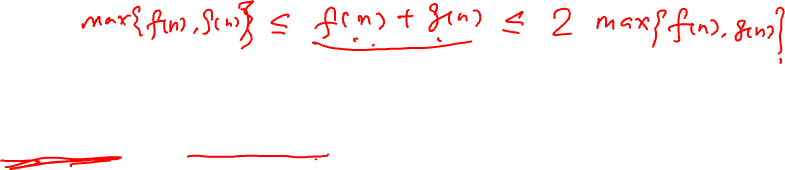 max{f(n), g(n)} ≤ f(n) + g(n) ≤ 2 max{f(n), g(n)}